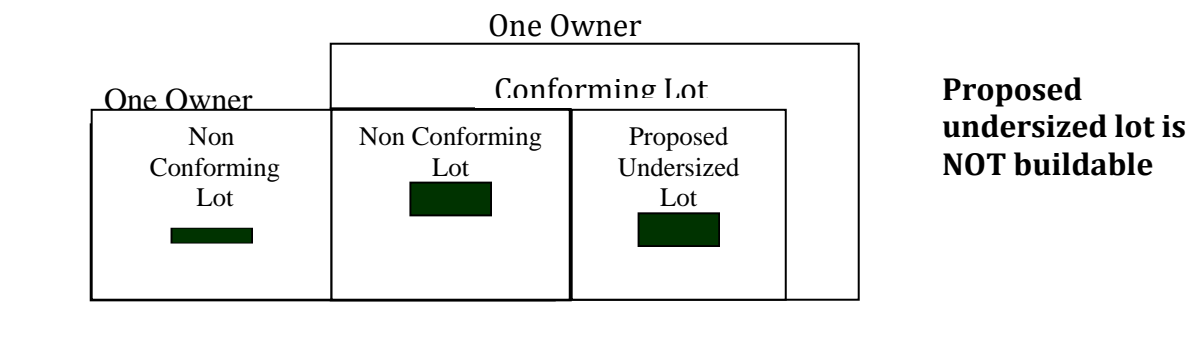 One Owner
Conforming Lot
One Owner
Non
Conforming
Lot
Non Conforming
Lot
Proposed
Undersized
Lot
Proposed
undersized lot is
NOT buildable